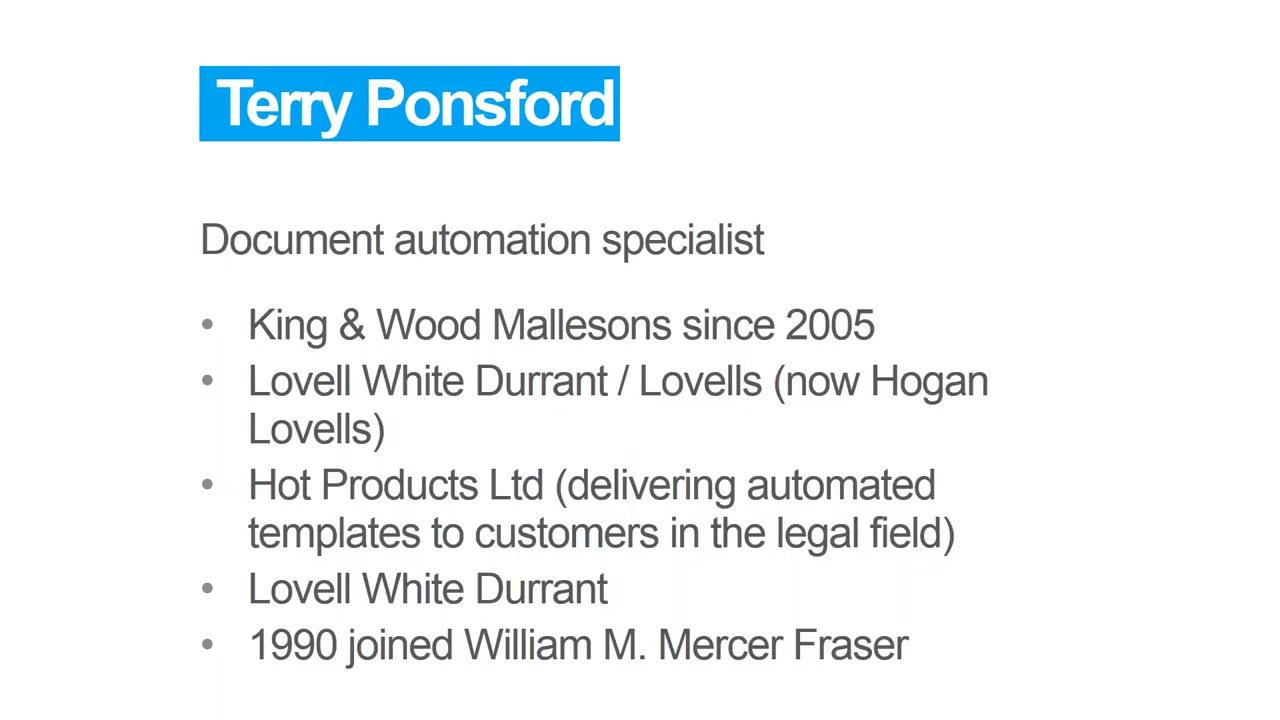 Terry Ponsford
Document automation specialist
• King & Wood Mallesons since 2005
• Lovell White Durrant / Lovells (now Hogan
Lovells)
• Hot Products Ltd (delivering automated
templates to customers in the legal field)
• Lovell White Durrant
• 1990 joined William M. Mercer Fraser